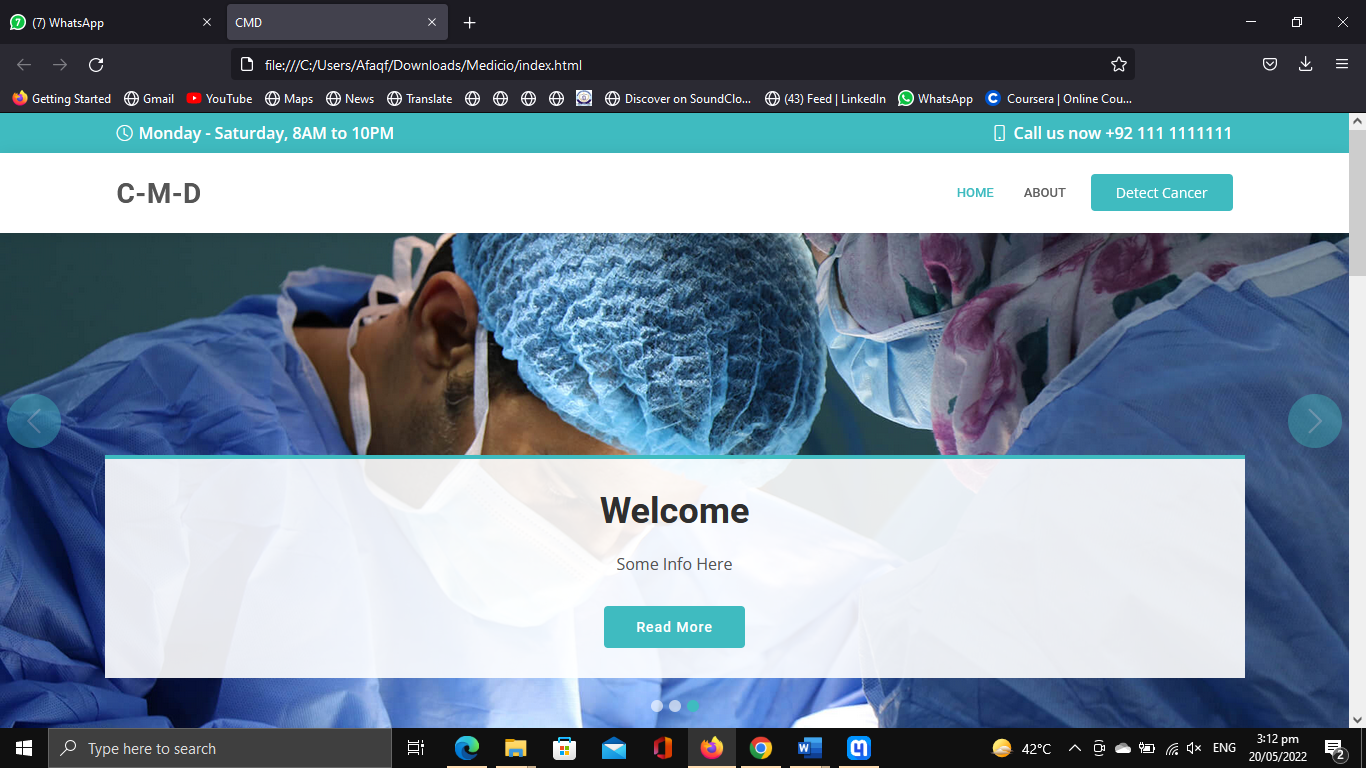 7 (7) WhatsApp
CMD
file:///C:/Users/Afaqf/Downloads/Medicio/index.html
Getting Started Gmail YouTube Maps News Translate Discover on SoundClo... (43) Feed | LinkedIn WhatsApp C Coursera | Online Cou...
Monday - Saturday, 8AM to 10PM
Call us now +92 111 1111111
C-M-D
HOME ABOUT Detect Cancer
Welcome
Some Info Here
Read More
Type here to search
42°C
ENG
3:12 pm
20/05/2022
2